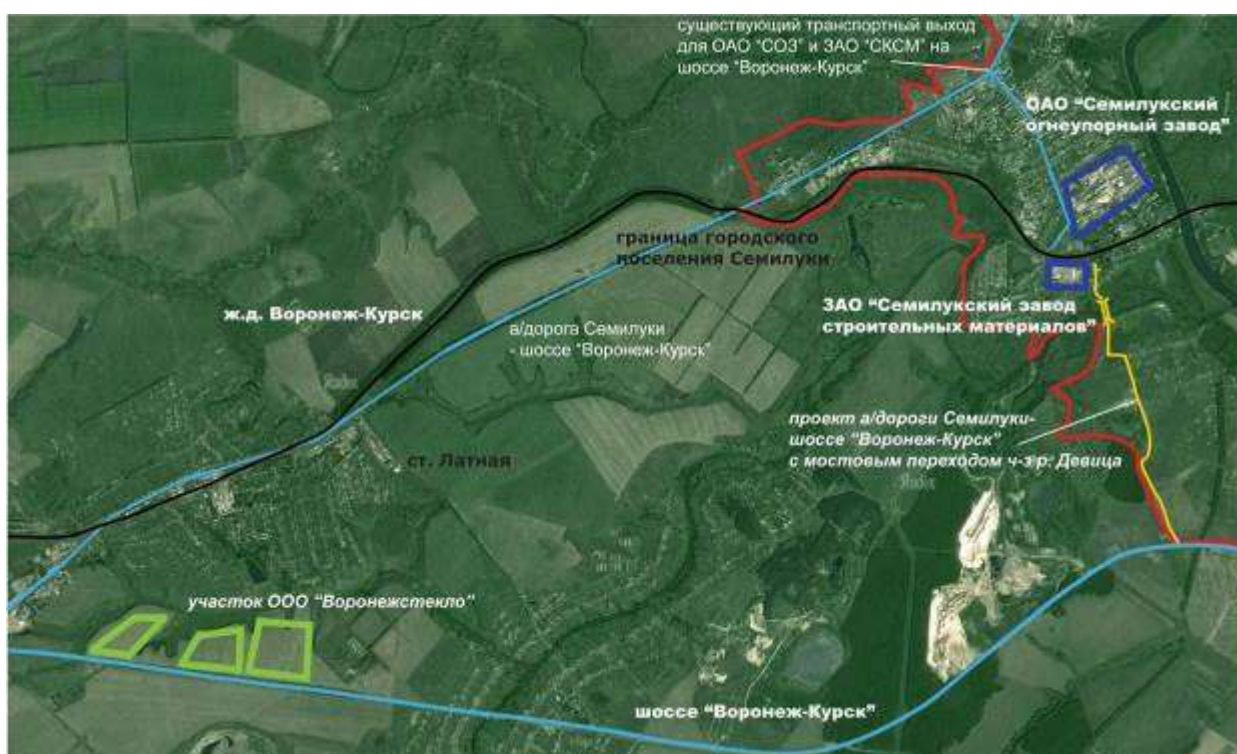 существующий транспортный выход
для ОАО "СОЗ" и ЗАО "СКСМ" на
шоссе "Воронеж-Курск"
ОАО "Семилукский
огнеупорный завод"
граница городского
поселения Семилуки
ЗАО "Семилукский завод
строительных материалов"
ж.д. Воронеж-Курск
а/дорога Семилуки
- шоссе "Воронеж-Курск"
проект а/дороги Семилуки-
шоссе "Воронеж-Курск"
с мостовым переходом ч-з р. Девица
ст. Латная
участок ООО "Воронежстекло"
шоссе "Воронеж-Курск"